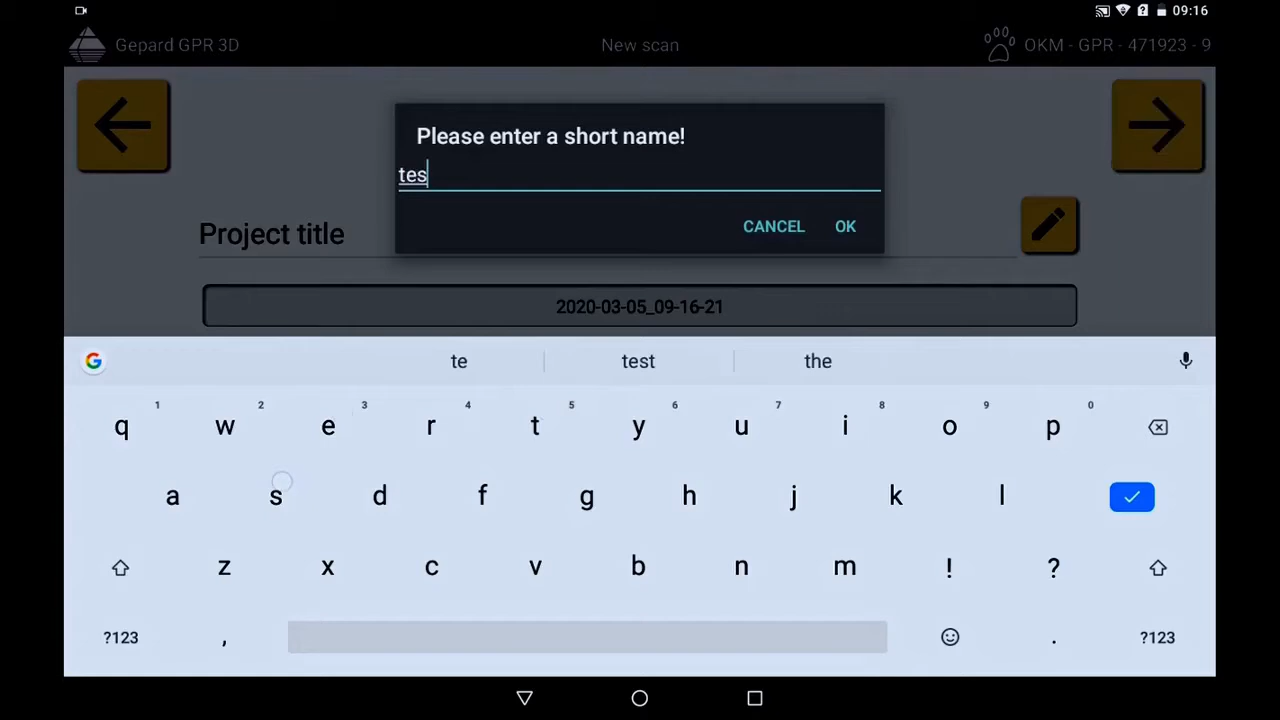 09:16
Gepard GPR 3D New scan OKM - GPR - 471923 - 9
Please enter a short name!
tes
CANCEL OK
Project title
2020-03-05_09-16-21
G te test the
1 2 3 4 5 6 7 8 9 0
q w e r t y u i o p
a s d f g h j k l
z x c v b n m ! ?
?123 , . ?123